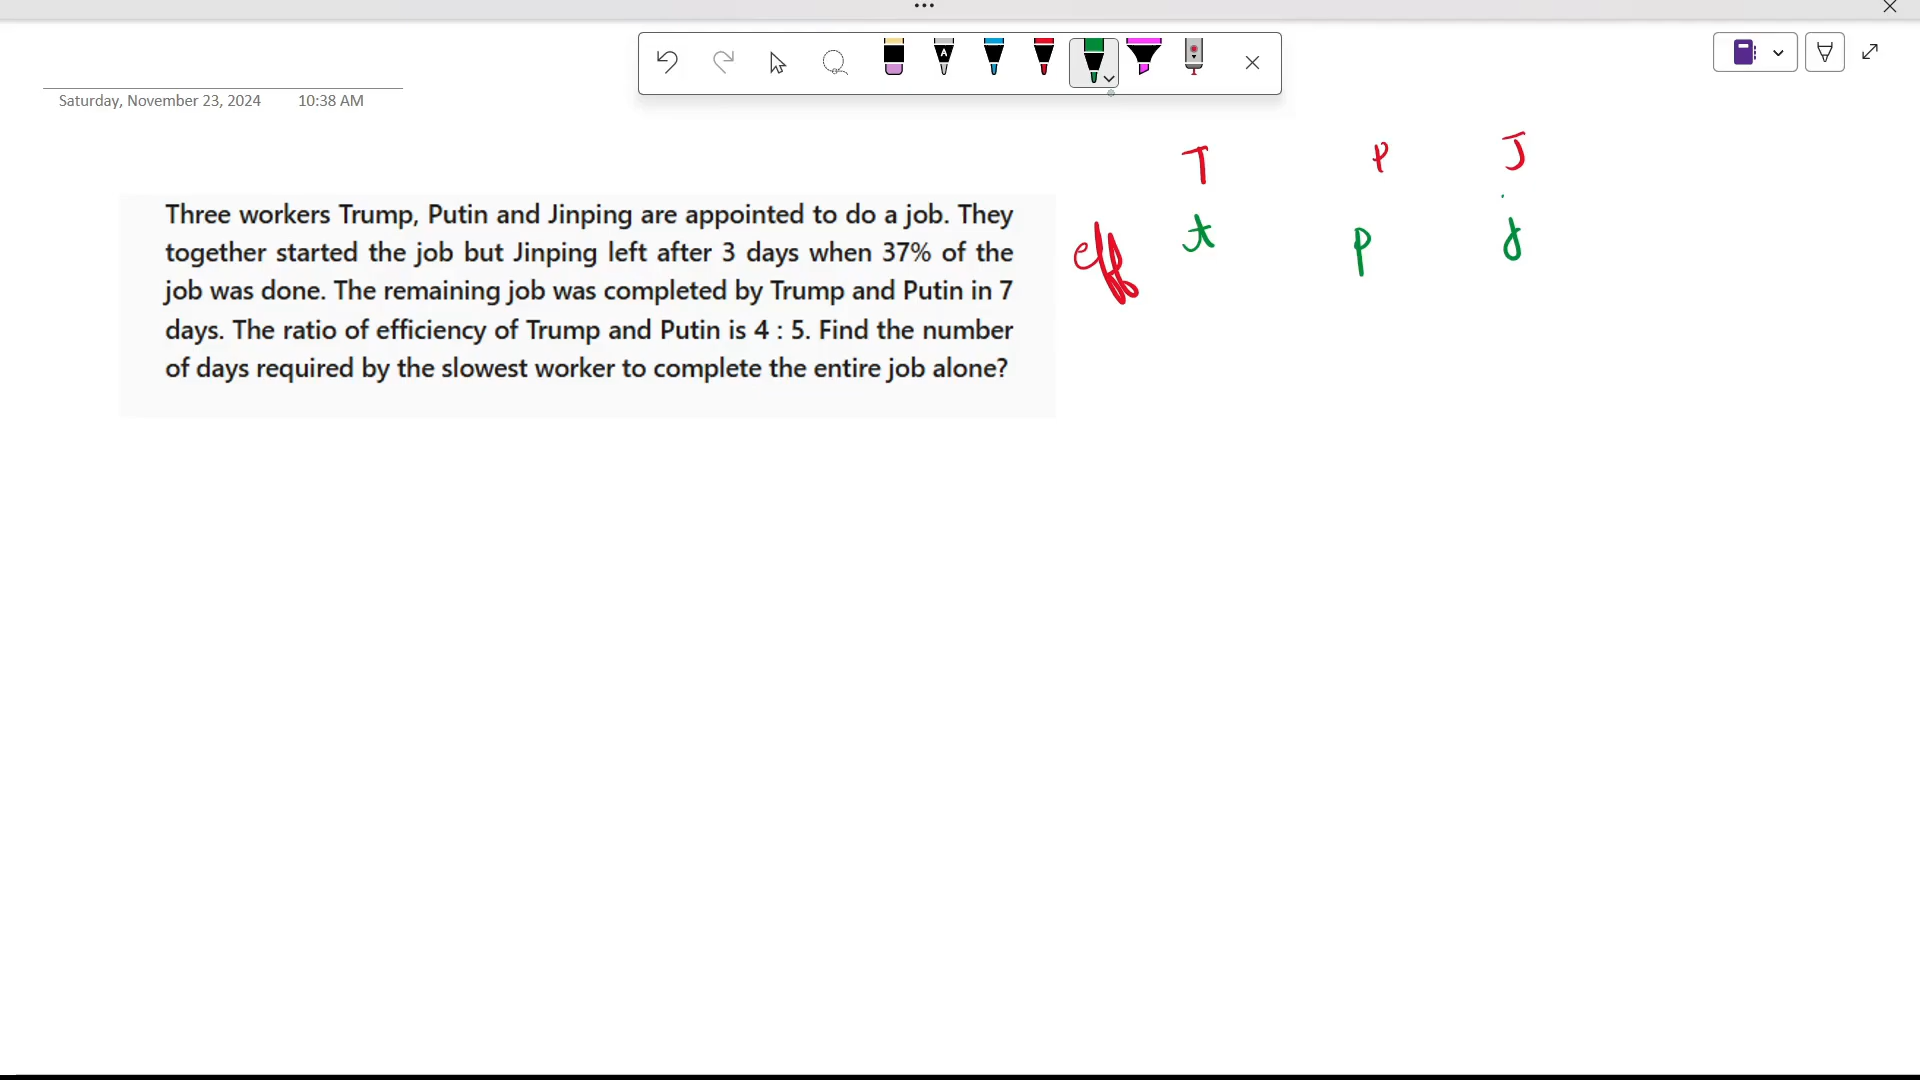 Saturday, November 23, 2024 10:38 AM
T P J
Three workers Trump, Putin and Jinping are appointed to do a job. They
together started the job but Jinping left after 3 days when 37% of the
job was done. The remaining job was completed by Trump and Putin in 7
days. The ratio of efficiency of Trump and Putin is 4 : 5. Find the number
of days required by the slowest worker to complete the entire job alone?
eff t p j